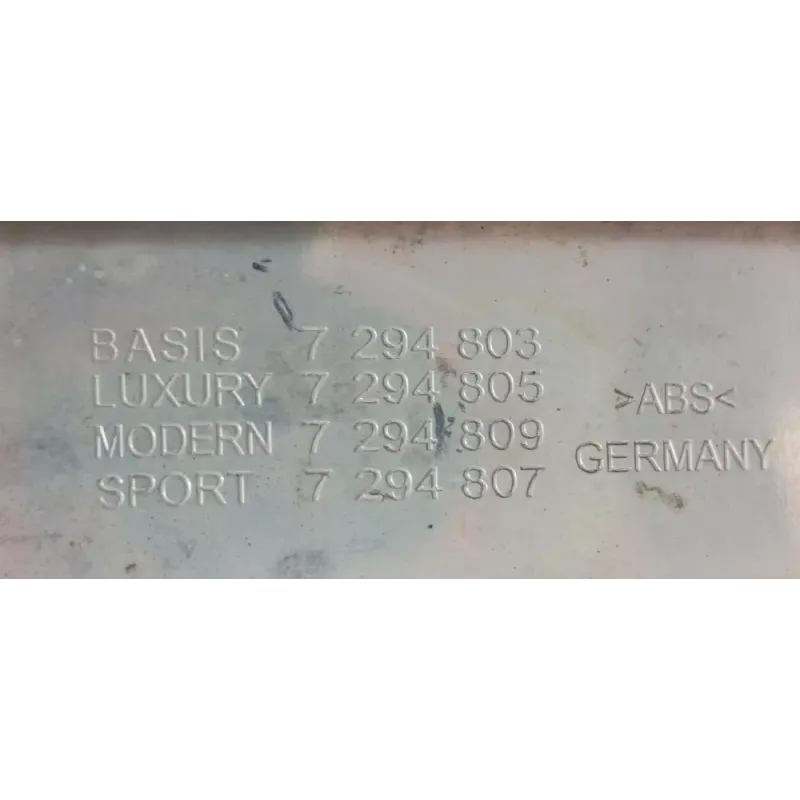 BASIS 7 294 803
LUXURY 7 294 805
MODERN 7 294 809
SPORT 7 294 807
>ABS<
GERMANY